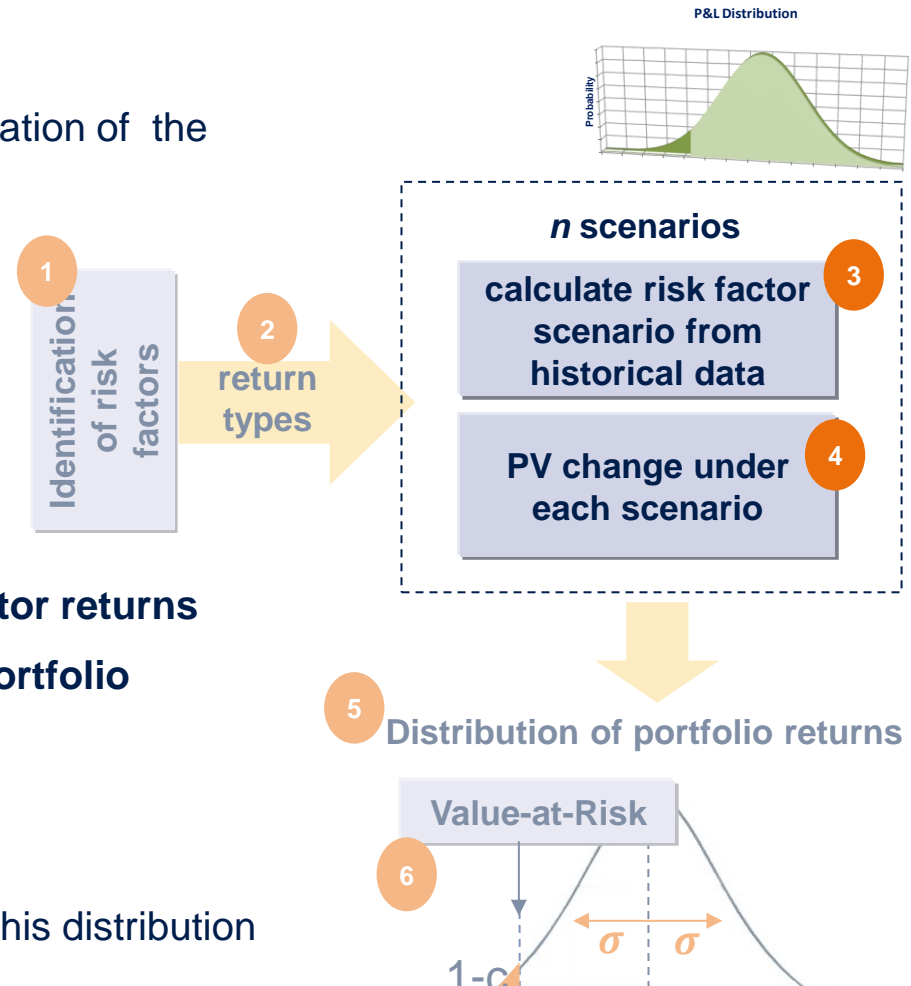 P&L Distribution
Probability
ation of the
n scenarios
1
Identification
of risk
factors
2
return
types
3
calculate risk factor
scenario from
historical data
4
PV change under
each scenario
tor returns
ortfolio
5
Distribution of portfolio returns
Value-at-Risk
6
his distribution
σ σ
1-c